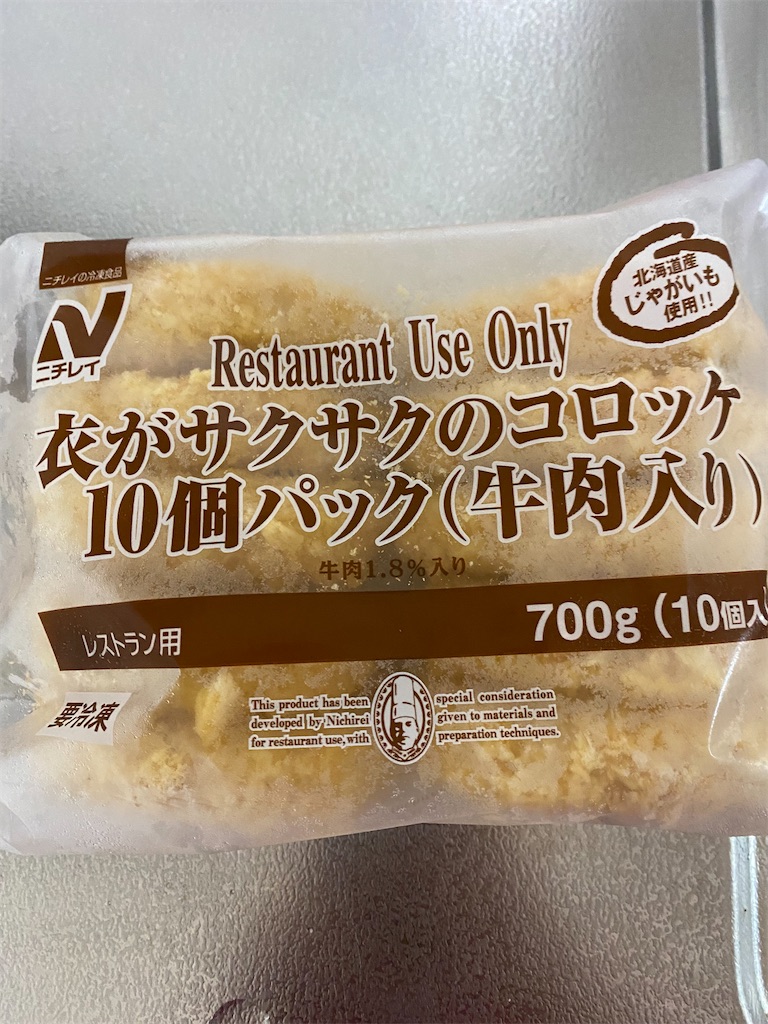 ニチレイの冷凍食品
ニチレイ
北海道産
じゃがいも
使用!!
Restaurant Use Only
衣がサクサクのコロッケ
10個パック(牛肉入り)
牛肉1.8%入り
レストラン用
700g(10個入
要冷凍
This product has been
developed by Nichirei
for restaurant use, with
special consideration
given to materials and
preparation techniques.